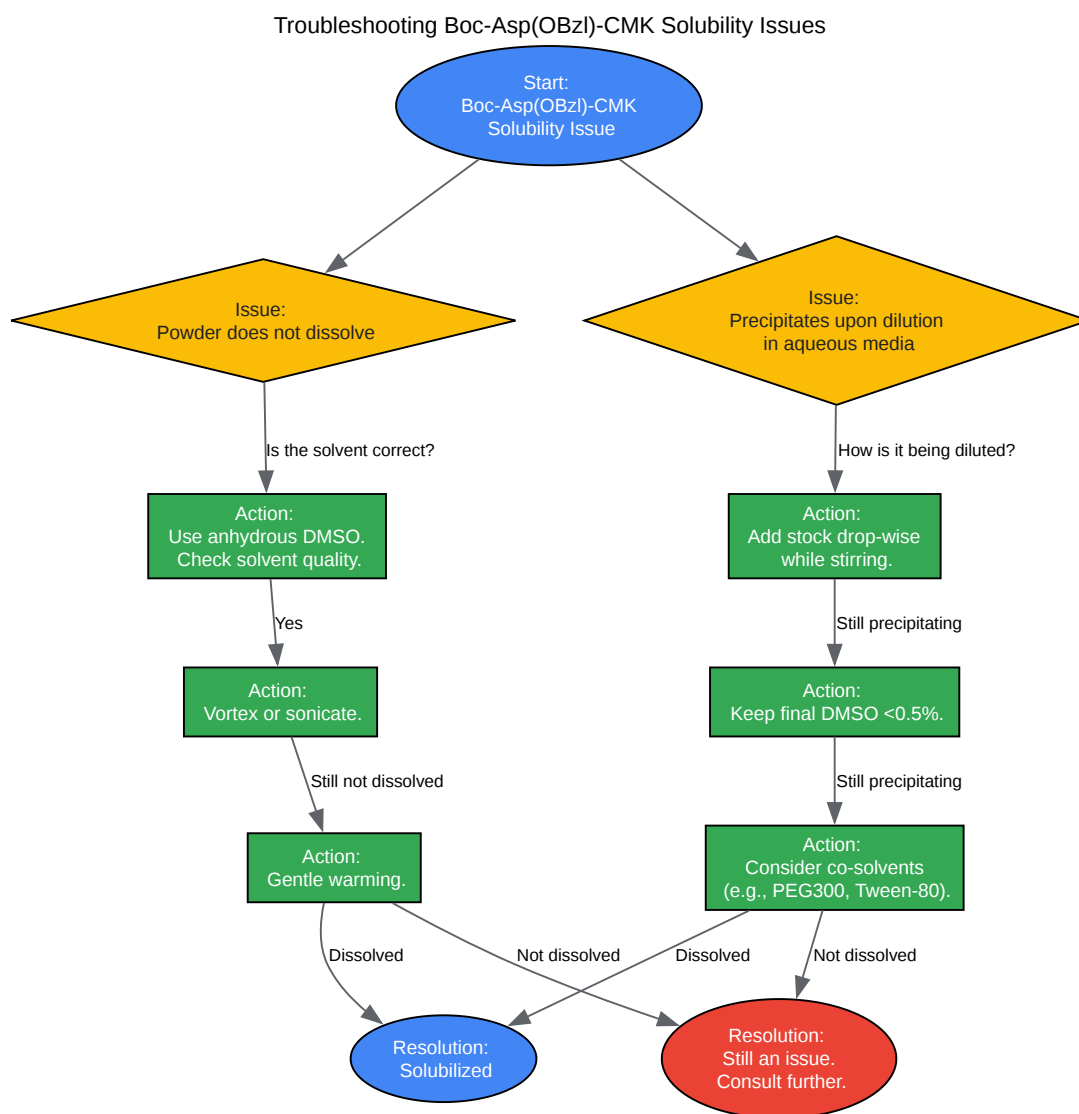 Troubleshooting Boc-Asp(OBzl)-CMK Solubility Issues
Start:
Boc-Asp(OBzl)-CMK
Solubility Issue
Issue:
Powder does not dissolve
Issue:
Precipitates upon dilution
in aqueous media
Is the solvent correct?
How is it being diluted?
Action:
Use anhydrous DMSO.
Check solvent quality.
Action:
Add stock drop-wise
while stirring.
Yes
Still precipitating
Action:
Vortex or sonicate.
Action:
Keep final DMSO <0.5%.
Still not dissolved
Still precipitating
Action:
Gentle warming.
Action:
Consider co-solvents
(e.g., PEG300, Tween-80).
Dissolved
Not dissolved
Dissolved
Not dissolved
Resolution:
Solubilized
Resolution:
Still an issue.
Consult further.